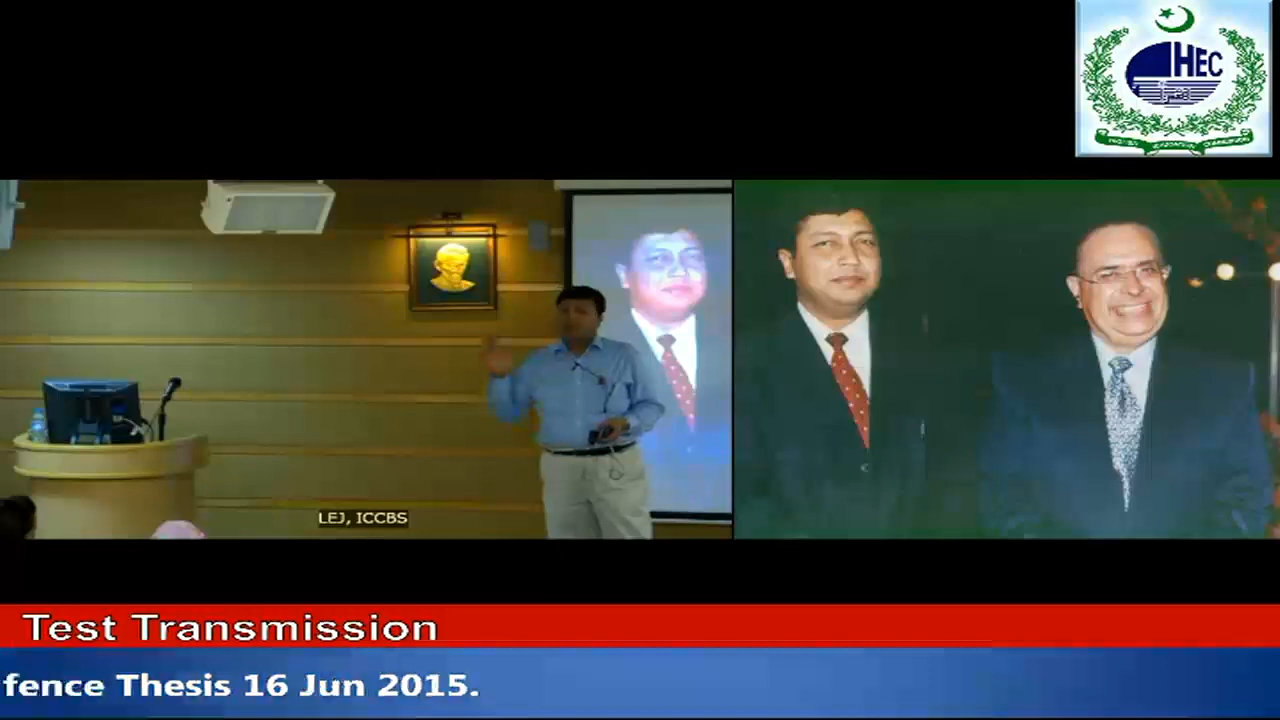 HEC
LEJ, ICCBS
Test Transmission
fence Thesis 16 Jun 2015.